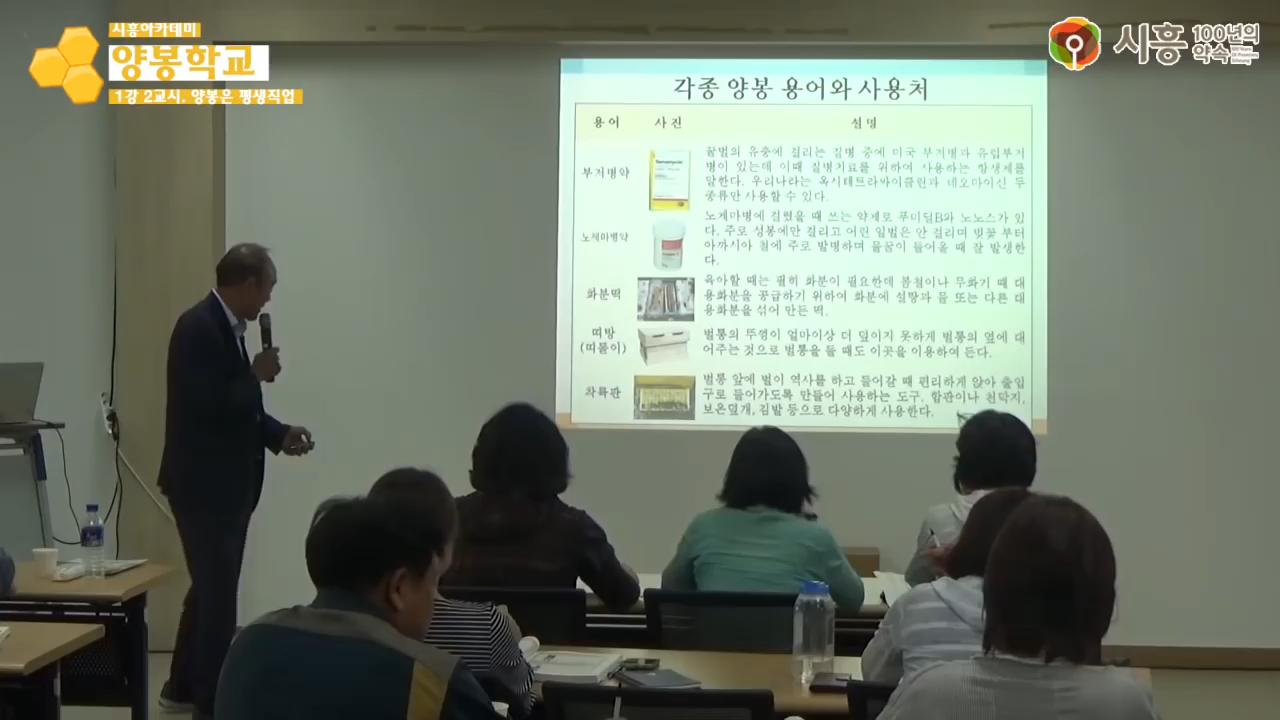 시흥아카데미
양봉학교
1강 2교시. 양봉은 평생직업
시흥
100년의
약속
각종 양봉 용어와 사용처
용어 사진 설명
부저병약
꿀벌의 유충에 걸리는 질병 중에 미국 부저병과 유럽부저
병이 있는데 이때 질병치료를 위하여 사용하는 항생제를
말한다. 우리나라는 옥시테트라싸이클린과 네오마이신 두
종류만 사용할 수 있다.
노제마병약
노제마병에 걸렸을 때 쓰는 약제로 푸미딜B와 노노스가 있
다. 주로 성봉에만 걸리고 어린 일벌은 안 걸리며 벚꽃 부터
아까시아 철에 주로 발명하며 물꿀이 들어올 때 잘 발생한
다.
화분떡
육아할 때는 필히 화분이 필요한데 봄철이나 무화기 때 대
용화분을 공급하기 위하여 화분에 설탕과 물 또는 다른 대
용화분을 섞어 만든 떡.
띠방
(띠물이)
벌통의 뚜껑이 얼마이상 더 덮이지 못하게 벌통의 옆에 대
어주는 것으로 벌통을 들 때도 이곳을 이용하여 든다.
착륙판
벌통 앞에 벌이 역사를 하고 들어갈 때 편리하게 앉아 출입
구로 들어가도록 만들어 사용하는 도구. 합판이나 천막지,
보온덮개, 김발 등으로 다양하게 사용한다.